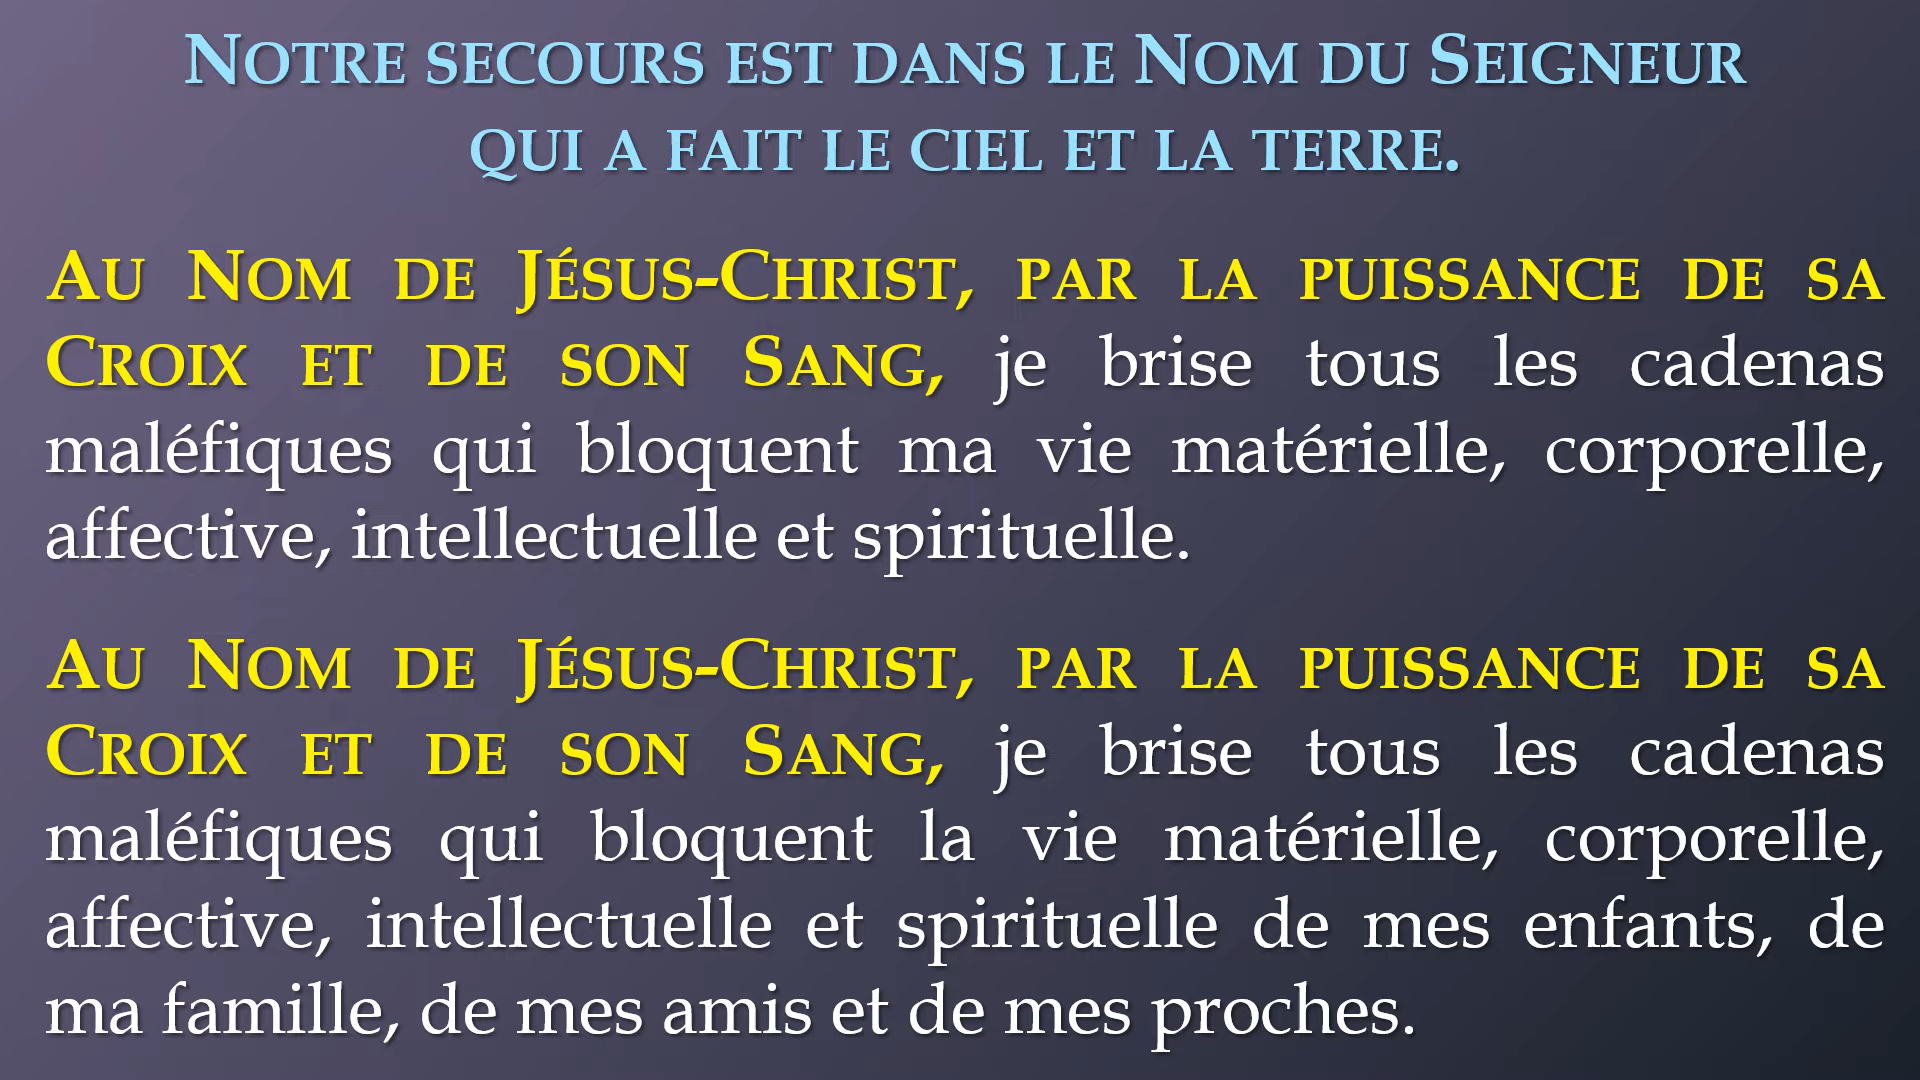 Notre secours est dans le Nom du Seigneur
qui a fait le ciel et la terre.
Au Nom de Jésus-Christ, par la puissance de sa
Croix et de son Sang, je brise tous les cadenas
maléfiques qui bloquent ma vie matérielle, corporelle,
affective, intellectuelle et spirituelle.
Au Nom de Jésus-Christ, par la puissance de sa
Croix et de son Sang, je brise tous les cadenas
maléfiques qui bloquent la vie matérielle, corporelle,
affective, intellectuelle et spirituelle de mes enfants, de
ma famille, de mes amis et de mes proches.